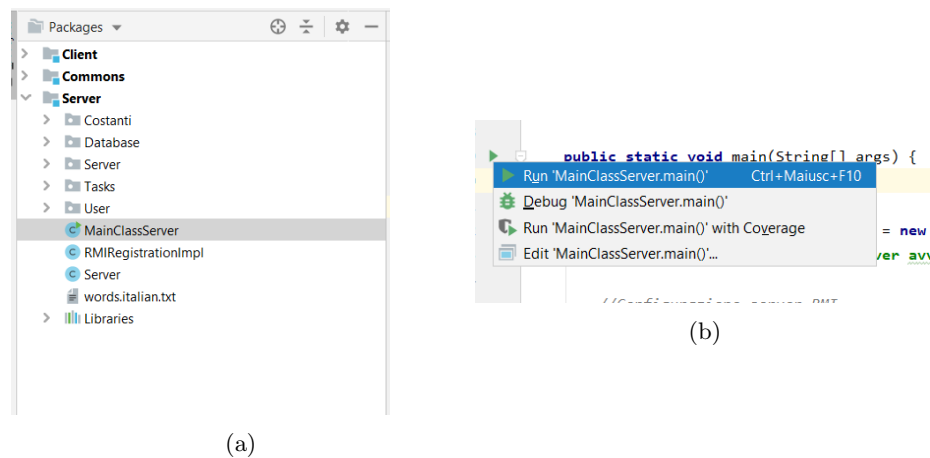 Packages
Client
Commons
Server
Costanti
Database
Server
Tasks
User
MainClassServer
RMIRegistrationImpl
Server
words.italian.txt
Libraries
(a)
public static void main(String[] args) {
Run 'MainClassServer.main()' Ctrl+Maiusc+F10
Debug 'MainClassServer.main()'
Run 'MainClassServer.main()' with Coverage
= new
Edit 'MainClassServer.main()'...
ver avv
//Configurazione server RMI
(b)